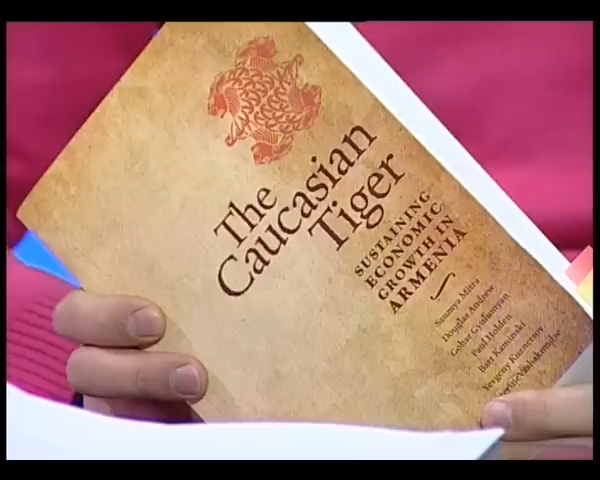 The
Caucasian
Tiger
SUSTAINING
ECONOMIC
GROWTH IN
ARMENIA
Saumya Mitra
Douglas Andrew
Gohar Gyulumyan
Paul Holden
Bart Kaminski
Yevgeny Kuznetsov